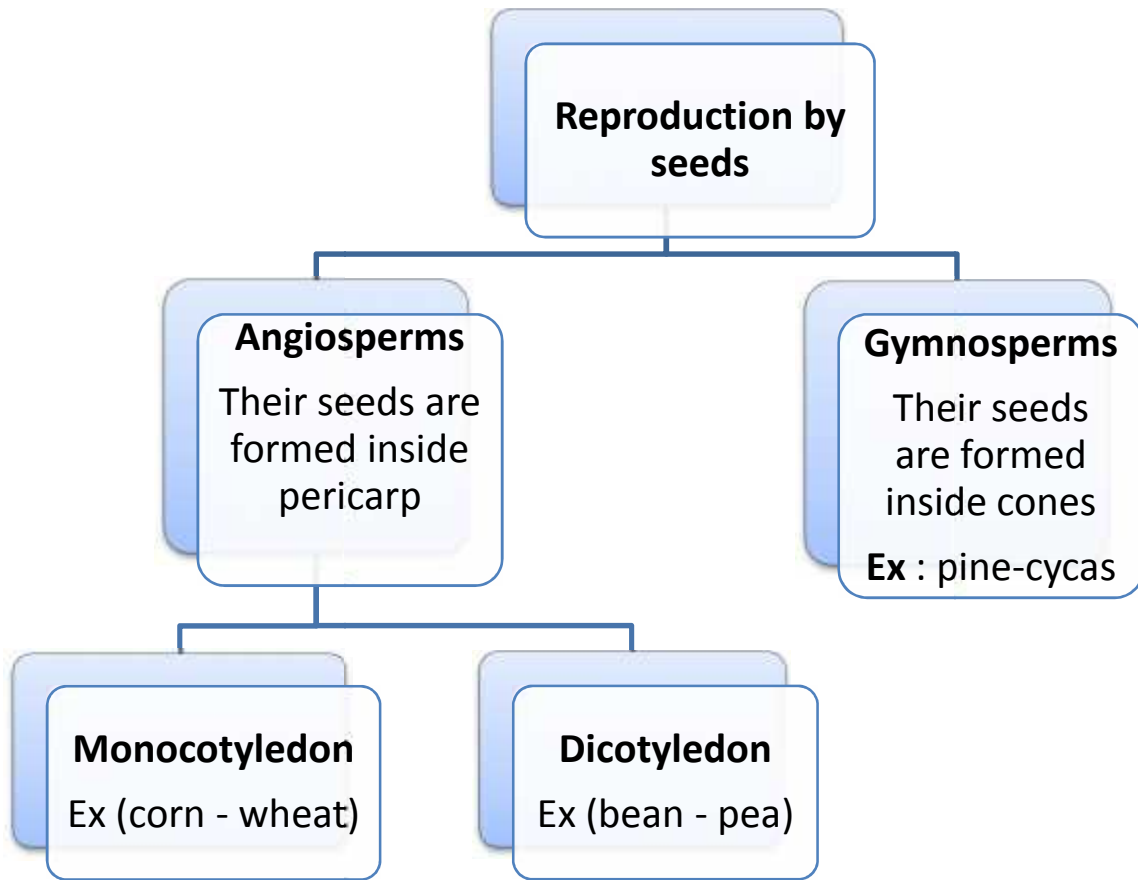 Reproduction by
seeds
Angiosperms
Their seeds are
formed inside
pericarp
Gymnosperms
Their seeds
are formed
inside cones
Ex : pine-cycas
Monocotyledon
Ex (corn - wheat)
Dicotyledon
Ex (bean - pea)